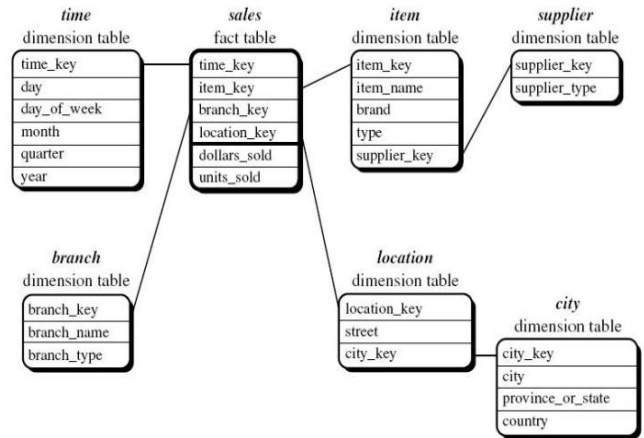 time
dimension table
time_key
day
day_of_week
month
quarter
year
sales
fact table
time_key
item_key
branch_key
location_key
dollars_sold
units_sold
item
dimension table
item_key
item_name
brand
type
supplier_key
supplier
dimension table
supplier_key
supplier_type
branch
dimension table
branch_key
branch_name
branch_type
location
dimension table
location_key
street
city_key
city
dimension table
city_key
city
province_or_state
country